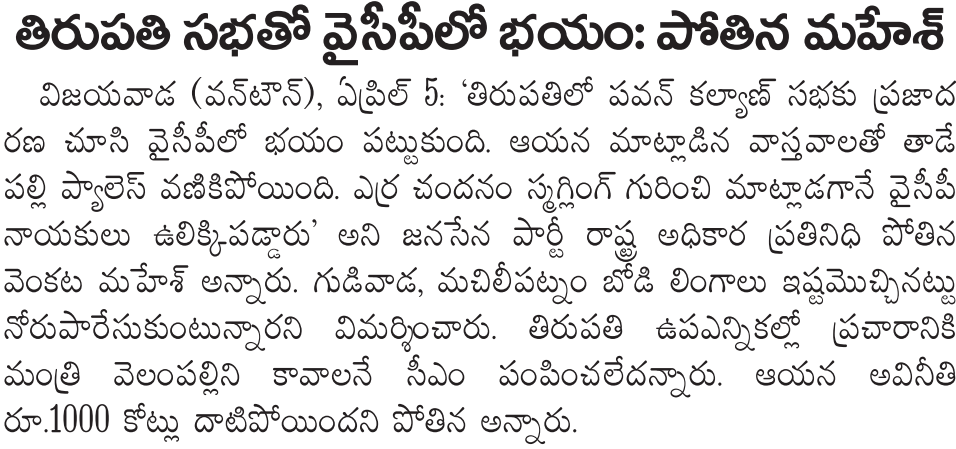 తిరుపతి సభతో వైసీపీలో భయం: పోతిన మహేశ్
విజయవాడ (వన్‌టౌన్), ఏప్రిల్ 5: ‘తిరుపతిలో పవన్ కల్యాణ్ సభకు ప్రజాద
రణ చూసి వైసీపీలో భయం పట్టుకుంది. ఆయన మాట్లాడిన వాస్తవాలతో తాడే
పల్లి ప్యాలెస్ వణికిపోయింది. ఎర్ర చందనం స్మగ్లింగ్ గురించి మాట్లాడగానే వైసీపీ
నాయకులు ఉలిక్కిపడ్డారు’ అని జనసేన పార్టీ రాష్ట్ర అధికార ప్రతినిధి పోతిన
వెంకట మహేశ్ అన్నారు. గుడివాడ, మచిలీపట్నం బోడి లింగాలు ఇష్టమొచ్చినట్టు
నోరుపారేసుకుంటున్నారని విమర్శించారు. తిరుపతి ఉపఎన్నికల్లో ప్రచారానికి
మంత్రి వెలంపల్లిని కావాలనే సీఎం పంపించలేదన్నారు. ఆయన అవినీతి
రూ.1000 కోట్లు దాటిపోయిందని పోతిన అన్నారు.